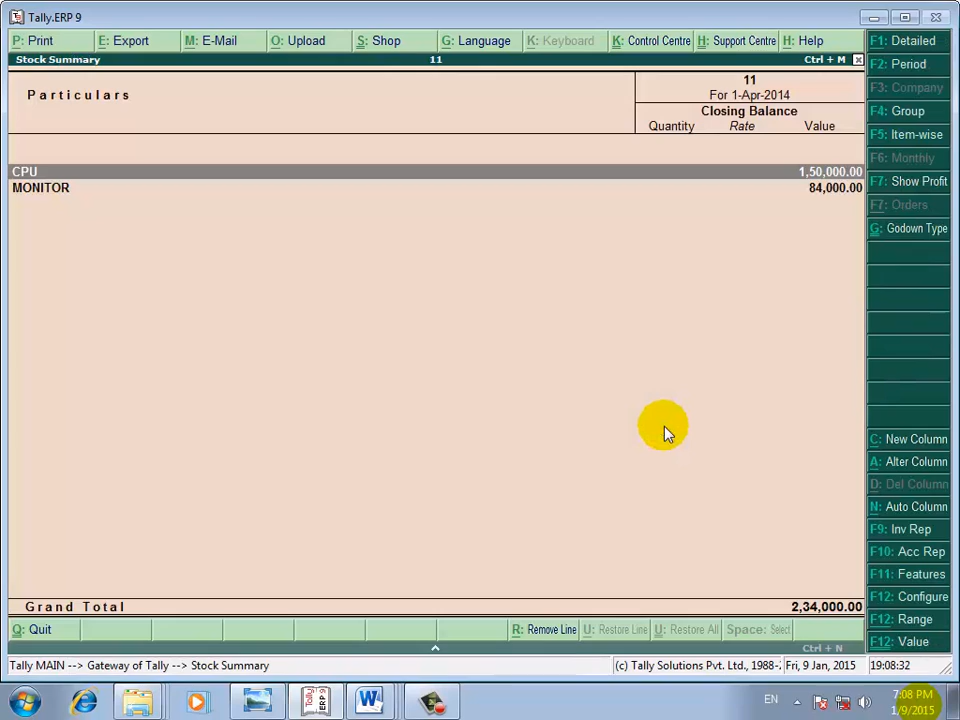 Tally.ERP 9
P: Print E: Export M: E-Mail O: Upload S: Shop G: Language K: Keyboard K: Control Centre H: Support Centre H: Help
Stock Summary 11 Ctrl + M
Particulars
11
For 1-Apr-2014
Closing Balance
Quantity Rate Value
CPU 1,50,000.00
MONITOR 84,000.00
Grand Total 2,34,000.00
F1: Detailed
F2: Period
F3: Company
F4: Group
F5: Item-wise
F6: Monthly
F7: Show Profit
F7: Orders
G: Godown Type
C: New Column
A: Alter Column
D: Del Column
N: Auto Column
F9: Inv Rep
F10: Acc Rep
F11: Features
F12: Configure
F12: Range
F12: Value
Q: Quit R: Remove Line U: Restore Line U: Restore All Space: Select
Ctrl + N
Tally MAIN --> Gateway of Tally --> Stock Summary (c) Tally Solutions Pvt. Ltd., 1988- Fri, 9 Jan, 2015 19:08:32
EN 7:08 PM
1/9/2015